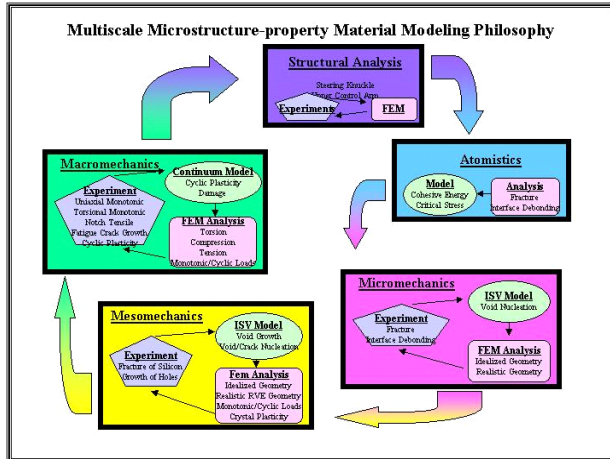 Multiscale Microstructure-property Material Modeling Philosophy
Structural Analysis
Steering Knuckle
Upper Control Arm
Experiments
FEM
Atomistics
Model
Cohesive Energy
Critical Stress
Analysis
Fracture
Interface Debonding
Micromechanics
ISV Model
Void Nucleation
Experiment
Fracture
Interface Debonding
FEM Analysis
Idealized Geometry
Realistic Geometry
Mesomechanics
ISV Model
Void Growth
Void/Crack Nucleation
Experiment
Fracture of Silicon
Growth of Holes
Fem Analysis
Idealized Geometry
Realistic RVE Geometry
Monotonic/Cyclic Loads
Crystal Plasticity
Macromechanics
Continuum Model
Cyclic Plasticity
Damage
Experiment
Uniaxial Monotonic
Torsional Monotonic
Notch Tensile
Fatigue Crack Growth
Cyclic Plasticity
FEM Analysis
Torsion
Compression
Tension
Monotonic/Cyclic Loads